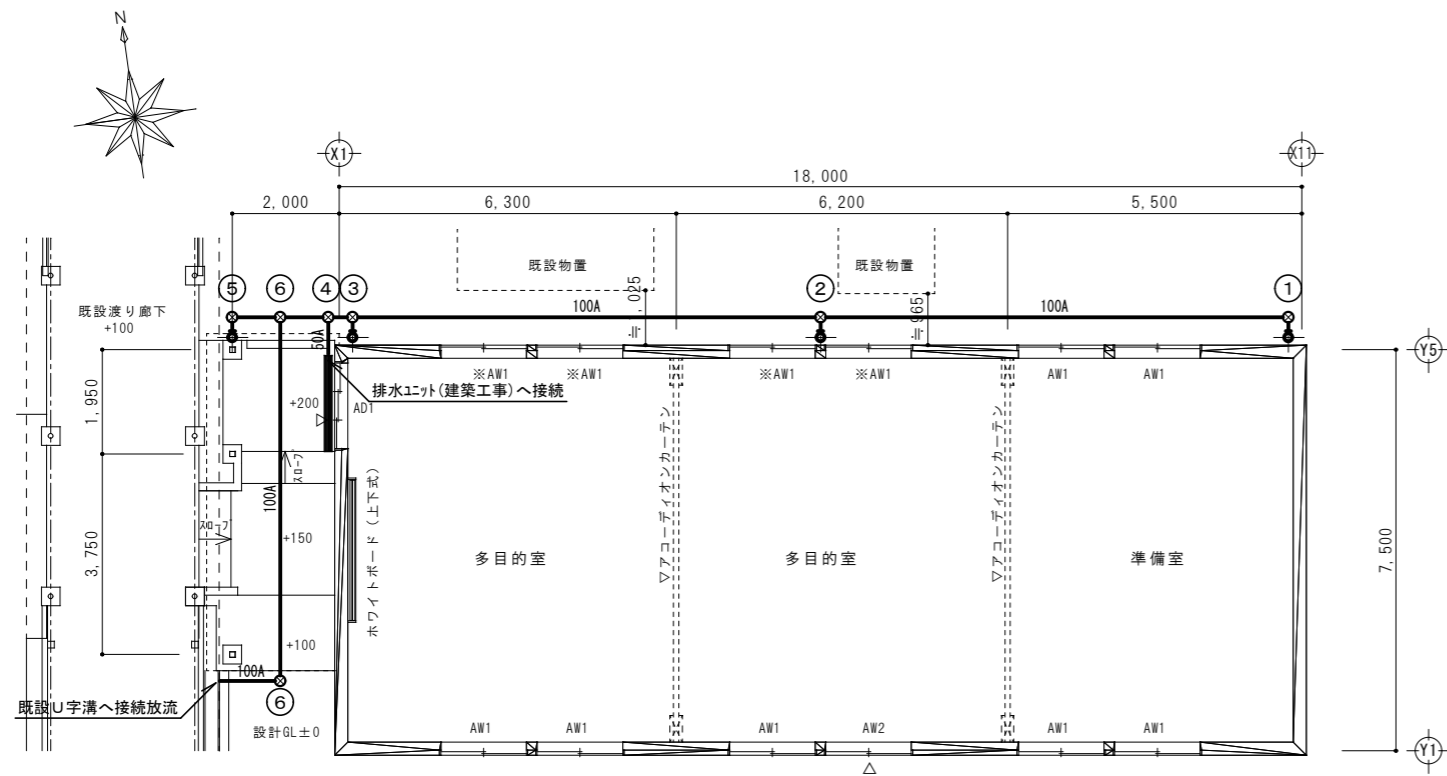 N
X1
X11
18,000
2,000
6,300
6,200
5,500
既設物置
既設物置
⑤
⑥
④
③
②
①
既設渡り廊下
+100
100A
100A
≒1,025
≒965
50A
Y5
※AW1
※AW1
※AW1
※AW1
AW1
AW1
排水ユニット(建築工事)へ接続
+200
AD1
1,950
スロープ
100A
▽アコーディオンカーテン
▽アコーディオンカーテン
ホワイトボード(上下式)
スロープ
+150
3,750
多目的室
多目的室
準備室
7,500
+100
100A
既設U字溝へ接続放流
⑥
設計GL±0
AW1
AW1
AW1
AW2
AW1
AW1
Y1